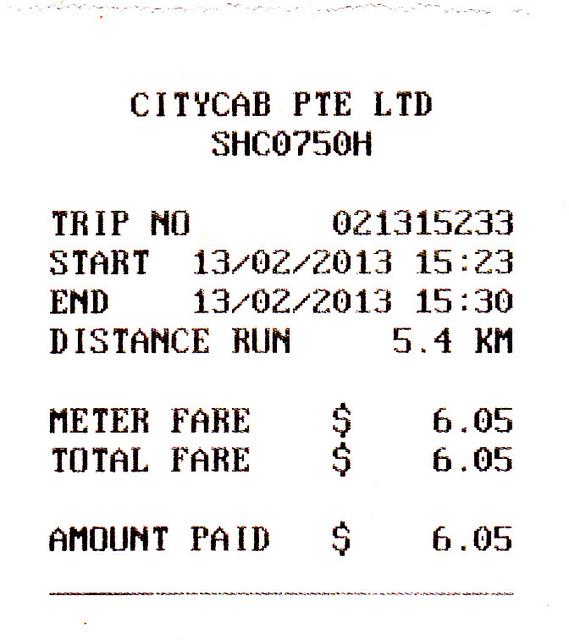 CITYCAB PTE LTD
SHC0750H
TRIP NO 021315233
START 13/02/2013 15:23
END 13/02/2013 15:30
DISTANCE RUN 5.4 KM
METER FARE $ 6.05
TOTAL FARE $ 6.05
AMOUNT PAID $ 6.05